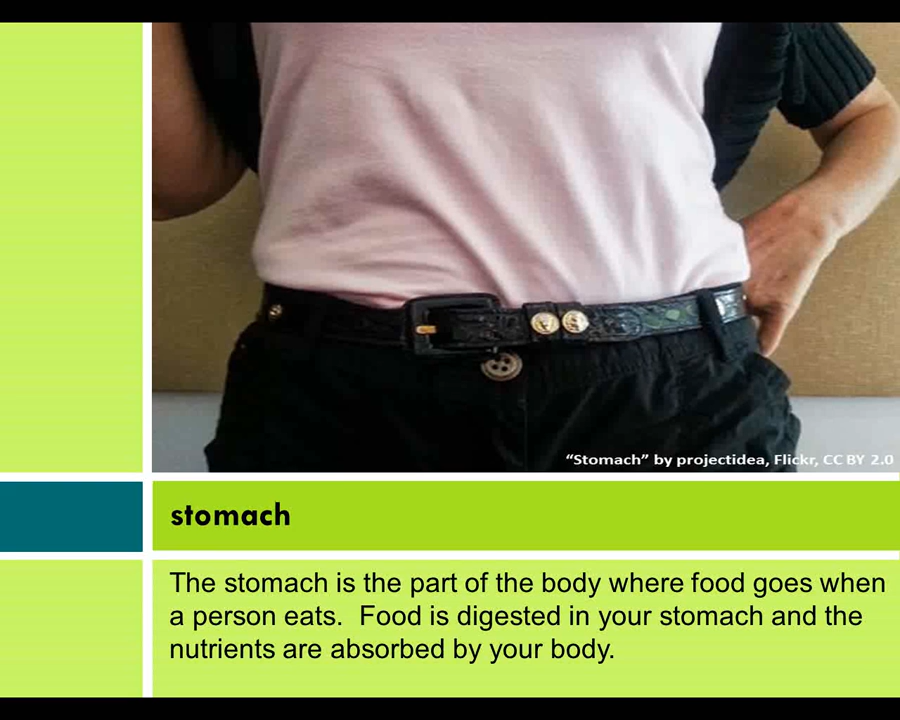 “Stomach” by projectidea, Flickr, CC BY 2.0
stomach
The stomach is the part of the body where food goes when
a person eats.  Food is digested in your stomach and the
nutrients are absorbed by your body.